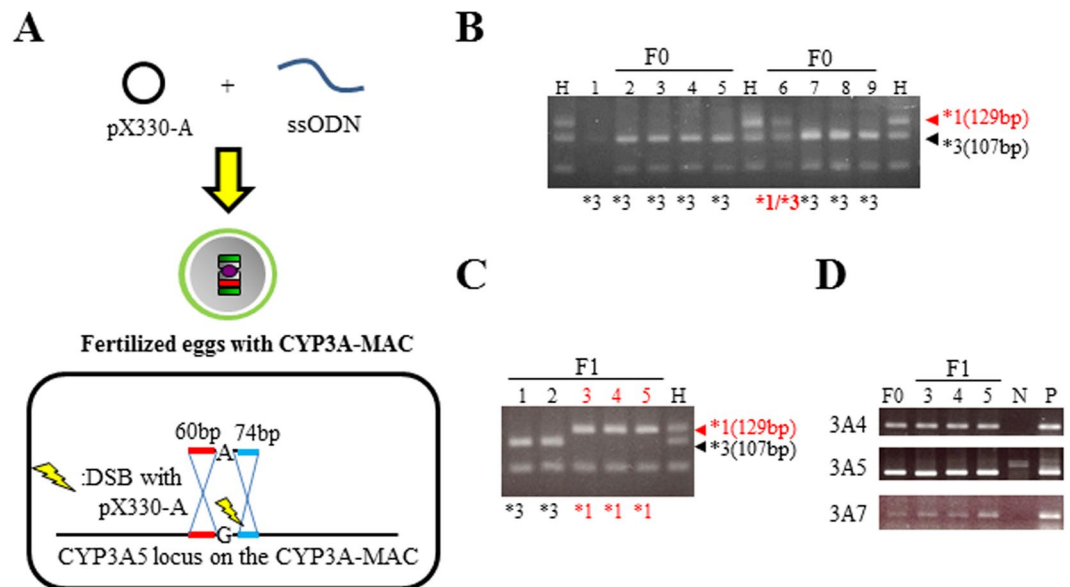 A
pX330-A
+
ssODN
Fertilized eggs with CYP3A-MAC
60bp
A
74bp
:DSB with
pX330-A
G
CYP3A5 locus on the CYP3A-MAC
B
F0 F0
H 1 2 3 4 5 H 6 7 8 9 H
*1(129bp)
*3(107bp)
*3 *3 *3 *3 *3 *1/*3 *3 *3 *3
C
F1
1 2 3 4 5 H
*1(129bp)
*3(107bp)
*3 *3 *1 *1 *1
D
F1
F0 3 4 5 N P
3A4
3A5
3A7